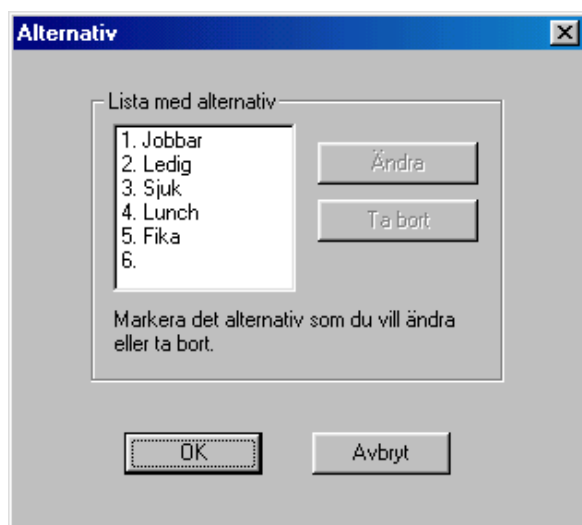 Alternativ
Lista med alternativ
1. Jobbar
2. Ledig
3. Sjuk
4. Lunch
5. Fika
6.
Ändra
Ta bort
Markera det alternativ som du vill ändra
eller ta bort.
OK
Avbryt